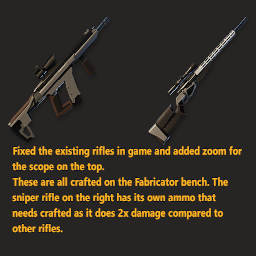 Fixed the existing rifles in game and added zoom for
the scope on the top.
These are all crafted on the Fabricator bench. The
sniper rifle on the right has its own ammo that
needs crafted as it does 2x damage compared to
other rifles.